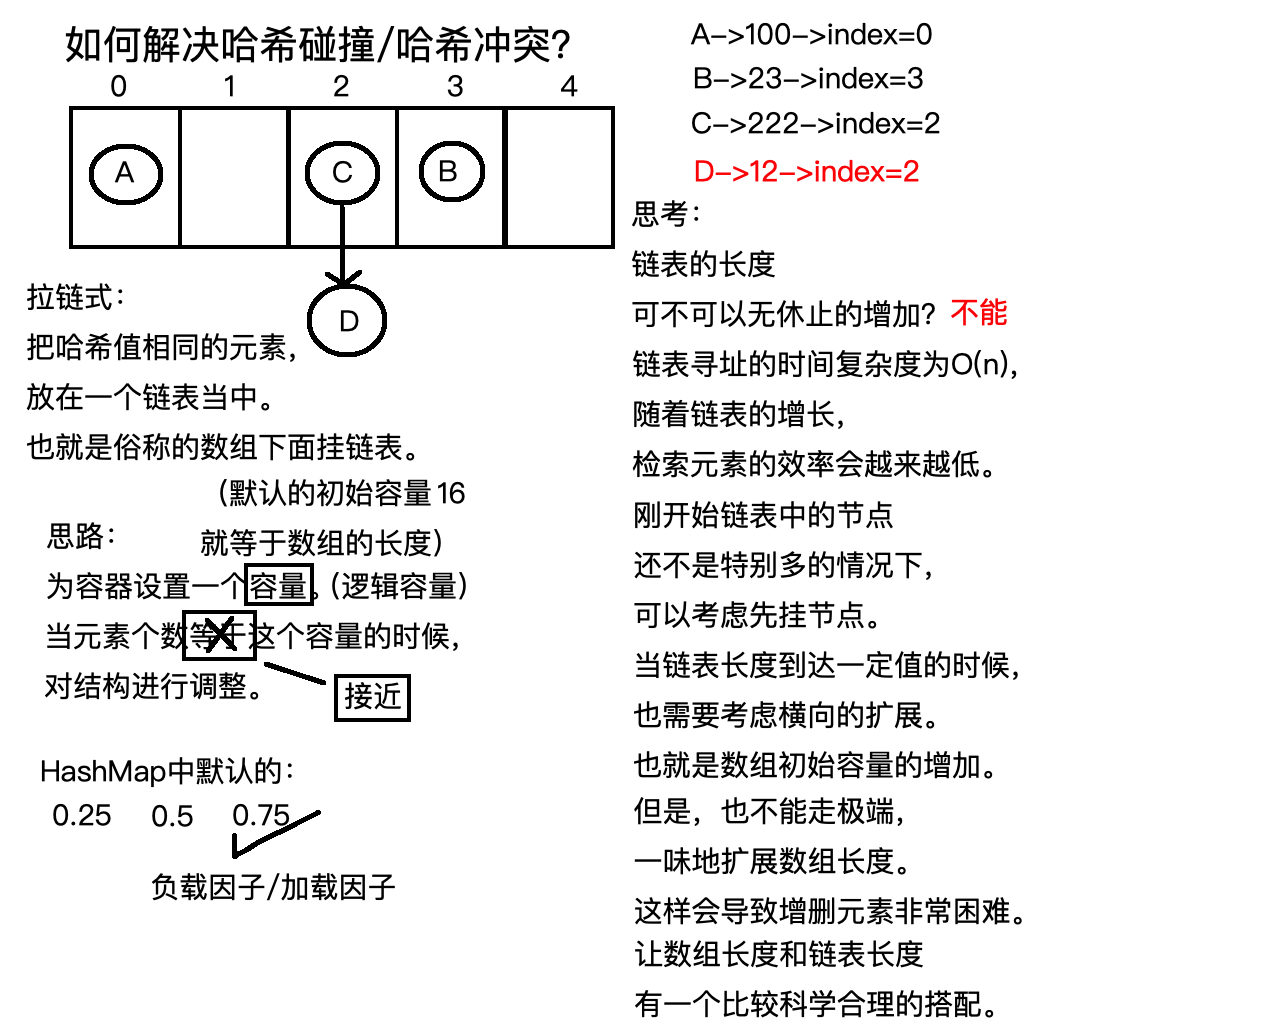 如何解决哈希碰撞/哈希冲突?
0 1 2 3 4
A C B
D
拉链式：
把哈希值相同的元素，
放在一个链表当中。
也就是俗称的数组下面挂链表。
（默认的初始容量16
就等于数组的长度）
思路：
为容器设置一个容量。（逻辑容量）
当元素个数等于这个容量的时候，
对结构进行调整。
接近
HashMap中默认的：
0.25 0.5 0.75
负载因子/加载因子
A->100->index=0
B->23->index=3
C->222->index=2
D->12->index=2
思考：
链表的长度
可不可以无休止的增加? 不能
链表寻址的时间复杂度为O(n)，
随着链表的增长，
检索元素的效率会越来越低。
刚开始链表中的节点
还不是特别多的情况下，
可以考虑先挂节点。
当链表长度到达一定值的时候，
也需要考虑横向的扩展。
也就是数组初始容量的增加。
但是，也不能走极端，
一味地扩展数组长度。
这样会导致增删元素非常困难。
让数组长度和链表长度
有一个比较科学合理的搭配。